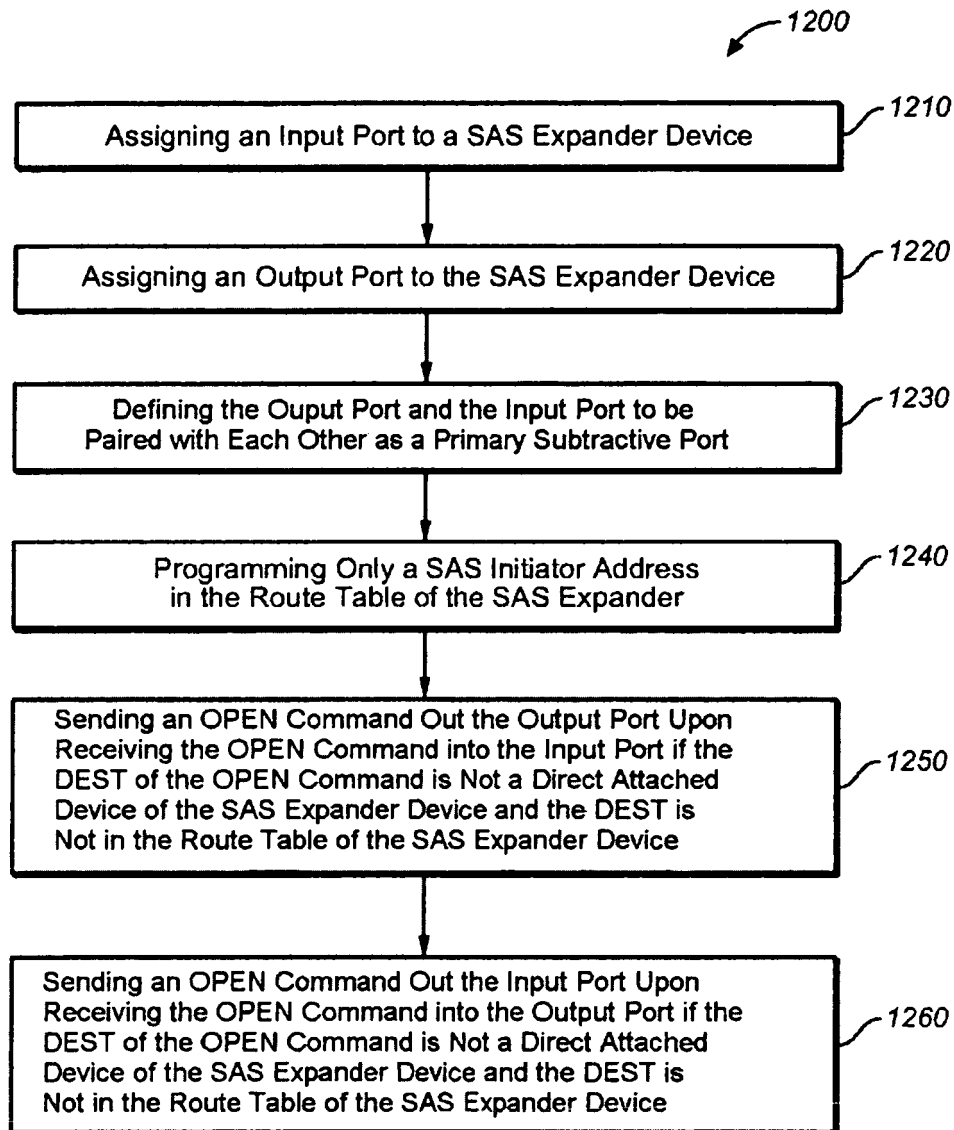 1200
Assigning an Input Port to a SAS Expander Device
1210
Assigning an Output Port to the SAS Expander Device
1220
Defining the Ouput Port and the Input Port to be
Paired with Each Other as a Primary Subtractive Port
1230
Programming Only a SAS Initiator Address
in the Route Table of the SAS Expander
1240
Sending an OPEN Command Out the Output Port Upon
Receiving the OPEN Command into the Input Port if the
DEST of the OPEN Command is Not a Direct Attached
Device of the SAS Expander Device and the DEST is
Not in the Route Table of the SAS Expander Device
1250
Sending an OPEN Command Out the Input Port Upon
Receiving the OPEN Command into the Output Port if the
DEST of the OPEN Command is Not a Direct Attached
Device of the SAS Expander Device and the DEST is
Not in the Route Table of the SAS Expander Device
1260